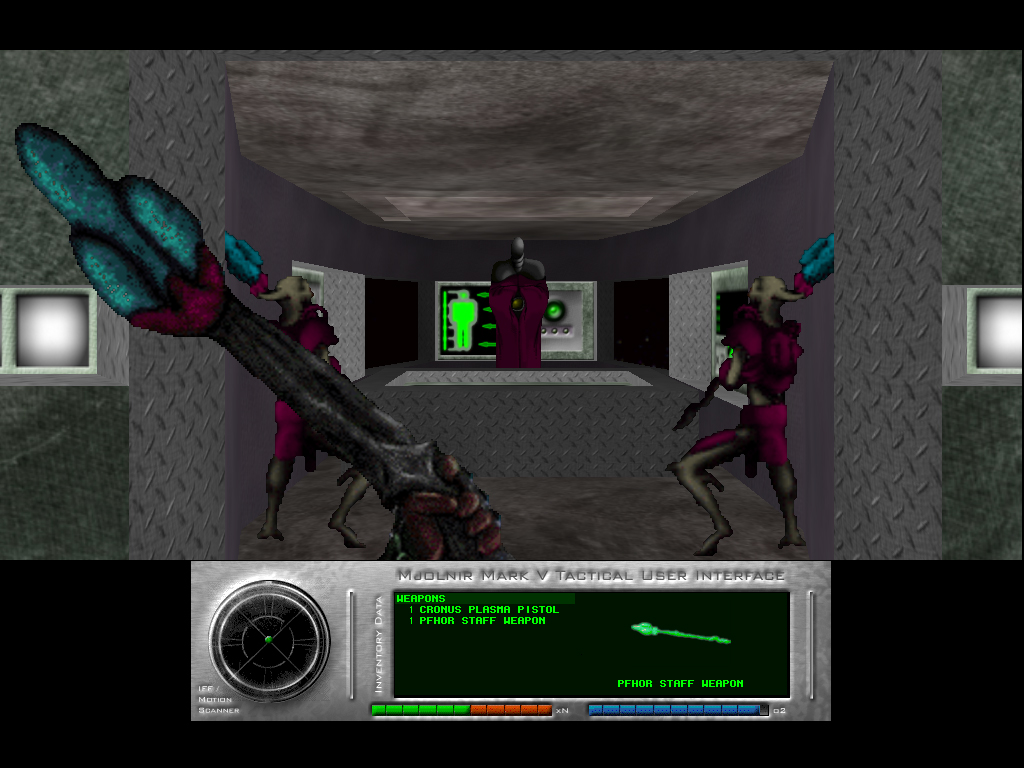 Mjolnir Mark V Tactical User Interface
Inventory Data
WEAPONS
1 CRONUS PLASMA PISTOL
1 PFHOR STAFF WEAPON
PFHOR STAFF WEAPON
IFF /
Motion
Scanner
xN
o2